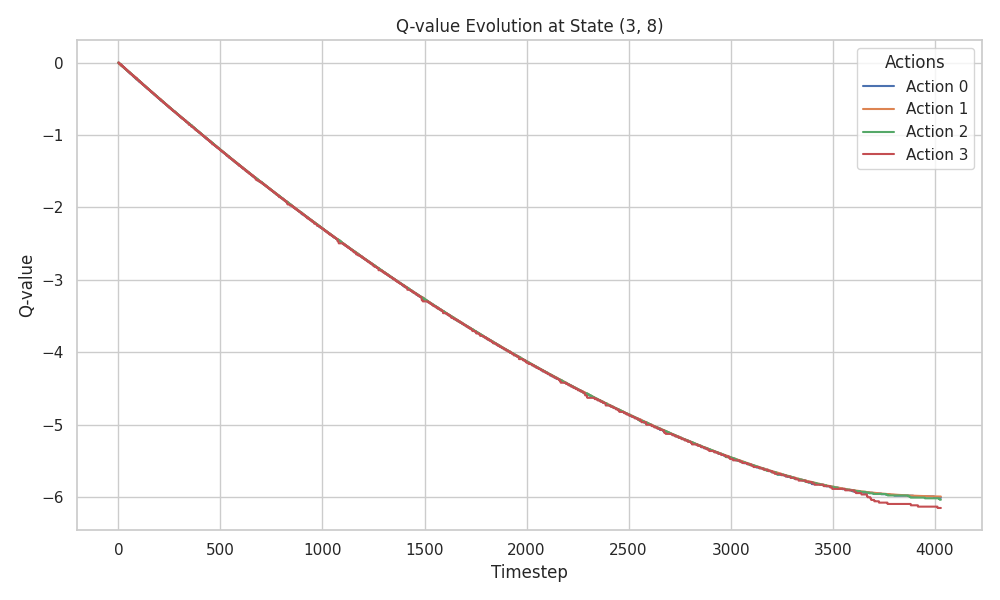 Q-value Evolution at State (3, 8)
Actions
Action 0
Action 1
Action 2
Action 3
Q-value
0
−1
−2
−3
−4
−5
−6
0 500 1000 1500 2000 2500 3000 3500 4000
Timestep